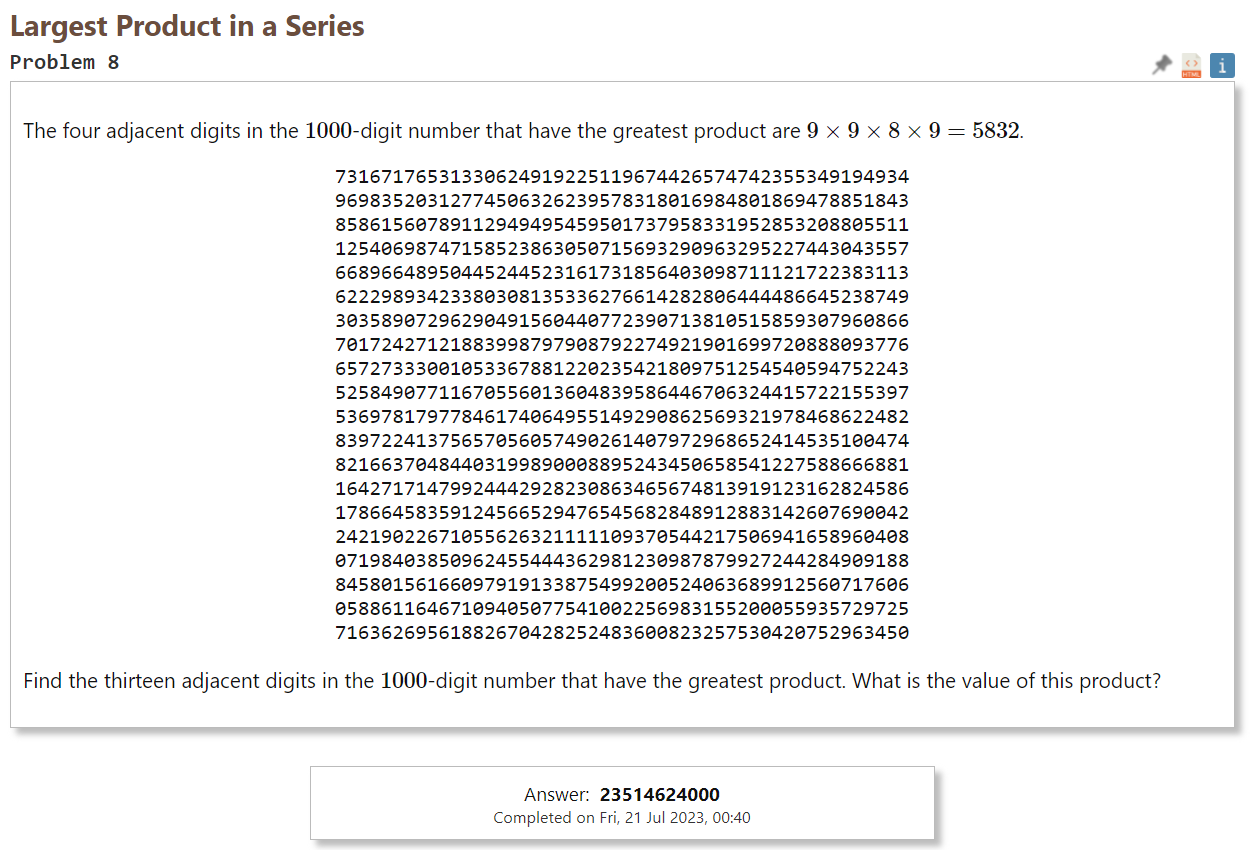 Largest Product in a Series
Problem 8
HTML
i
The four adjacent digits in the 1000-digit number that have the greatest product are 9 × 9 × 8 × 9 = 5832.
73167176531330624919225119674426574742355349194934
96983520312774506326239578318016984801869478851843
85861560789112949495459501737958331952853208805511
12540698747158523863050715693290963295227443043557
66896648950445244523161731856403098711121722383113
62229893423380308135336276614282806444486645238749
30358907296290491560440772390713810515859307960866
70172427121883998797908792274921901699720888093776
65727333001053367881220235421809751254540594752243
52584907711670556013604839586446706324415722155397
53697817977846174064955149290862569321978468622482
83972241375657056057490261407972968652414535100474
82166370484403199890008895243450658541227588666881
16427171479924442928230863465674813919123162824586
17866458359124566529476545682848912883142607690042
24219022671055626321111109370544217506941658960408
07198403850962455444362981230987879927244284909188
84580156166097919133875499200524063689912560717606
05886116467109405077541002256983155200055935729725
71636269561882670428252483600823257530420752963450
Find the thirteen adjacent digits in the 1000-digit number that have the greatest product. What is the value of this product?
Answer: 23514624000
Completed on Fri, 21 Jul 2023, 00:40